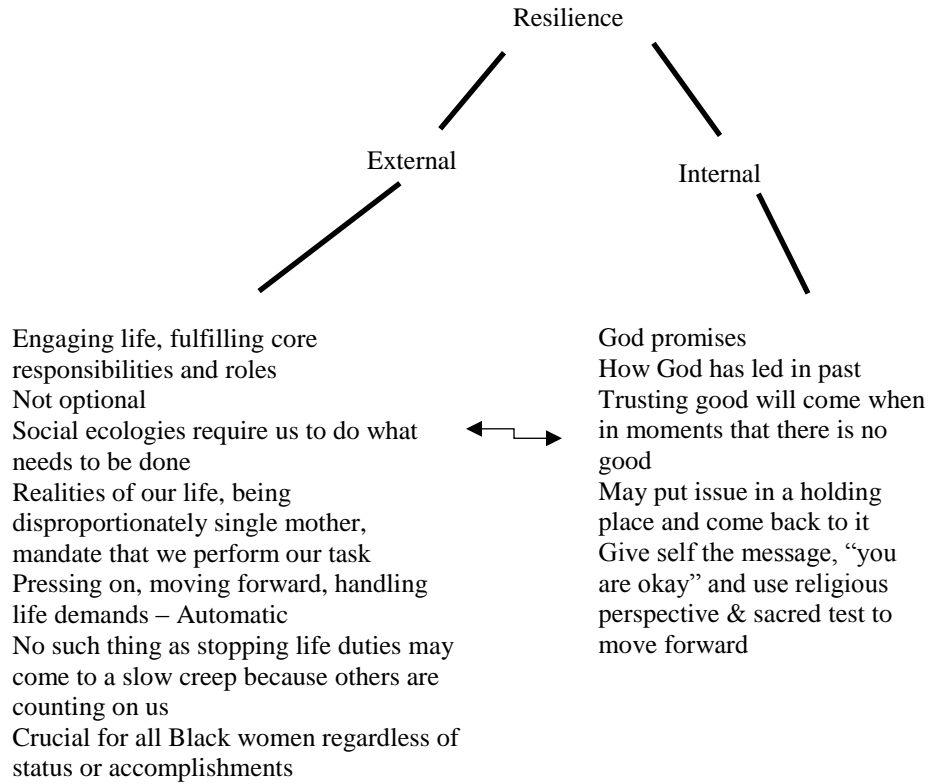 Resilience
External
Internal
Engaging life, fulfilling core
responsibilities and roles
Not optional
Social ecologies require us to do what
needs to be done
Realities of our life, being
disproportionately single mother,
mandate that we perform our task
Pressing on, moving forward, handling
life demands – Automatic
No such thing as stopping life duties may
come to a slow creep because others are
counting on us
Crucial for all Black women regardless of
status or accomplishments
God promises
How God has led in past
Trusting good will come when
in moments that there is no
good
May put issue in a holding
place and come back to it
Give self the message, “you
are okay” and use religious
perspective & sacred test to
move forward